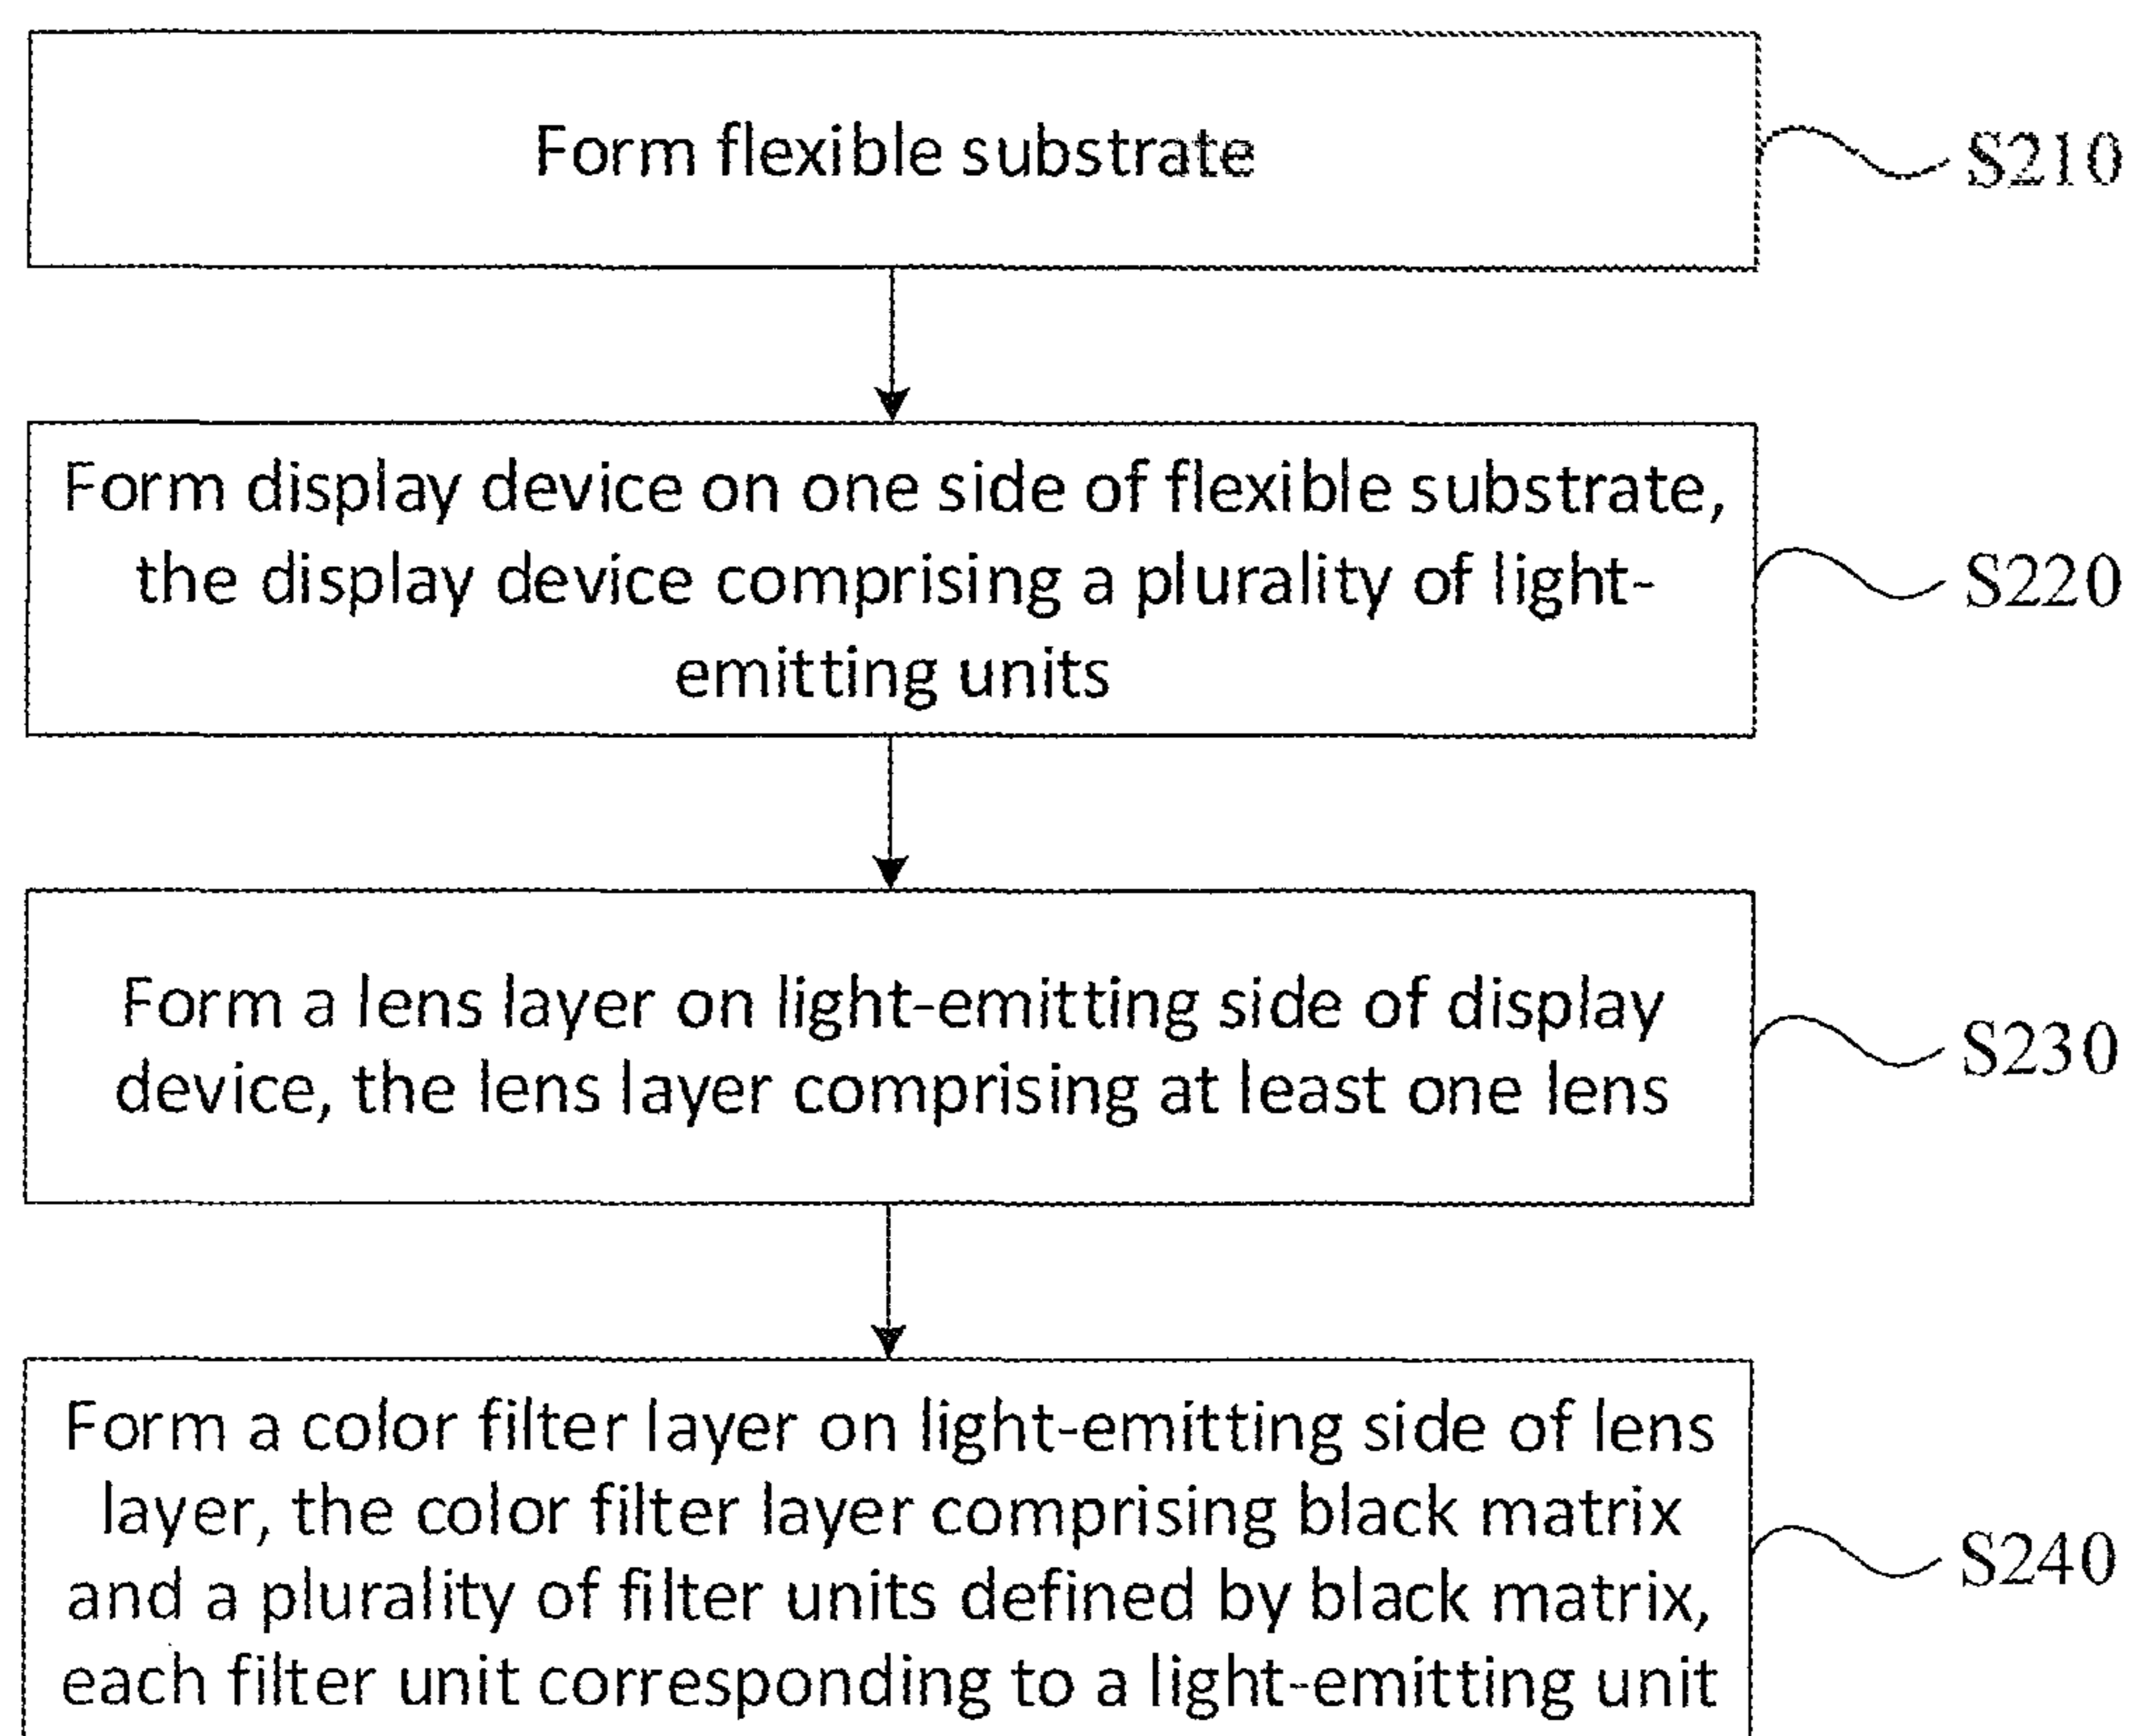 Form flexible substrate
S210
Form display device on one side of flexible substrate,
the display device comprising a plurality of light-
emitting units
S220
Form a lens layer on light-emitting side of display
device, the lens layer comprising at least one lens
S230
Form a color filter layer on light-emitting side of lens
layer, the color filter layer comprising black matrix
and a plurality of filter units defined by black matrix,
each filter unit corresponding to a light-emitting unit
S240